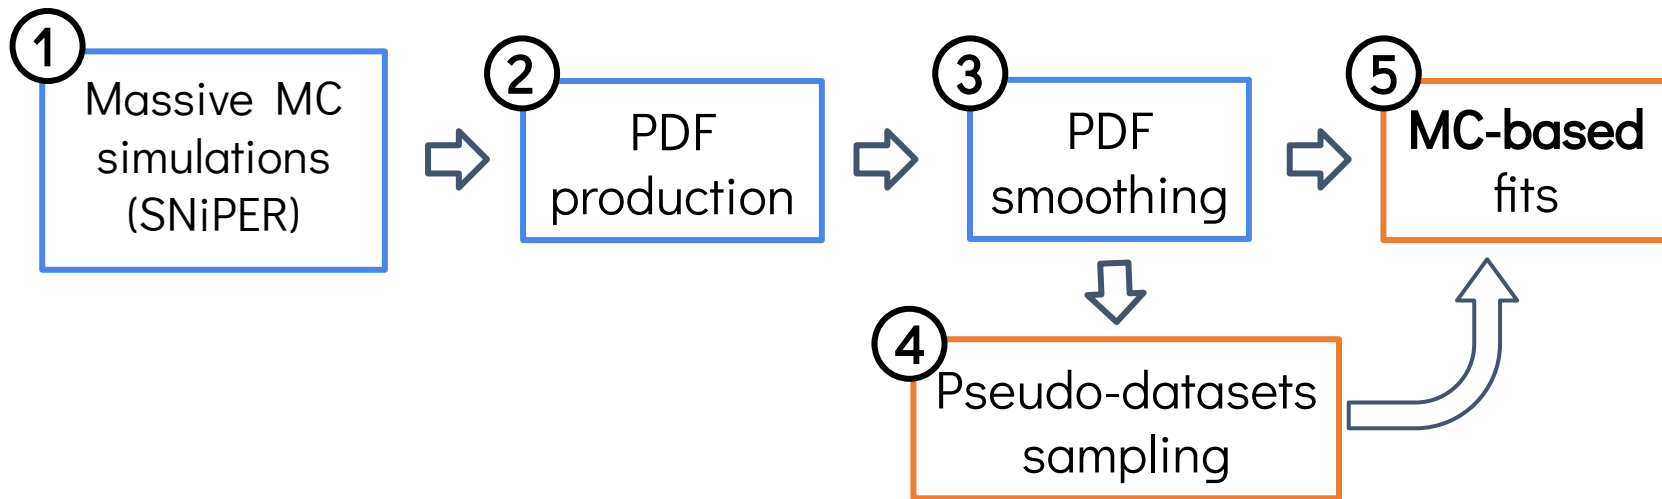 1
Massive MC
simulations
(SNiPER)
2
PDF
production
3
PDF
smoothing
5
MC-based
fits
4
Pseudo-datasets
sampling